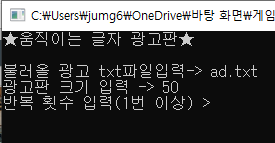 C:₩Users₩jumg6₩OneDrive₩바탕 화면₩게임
★움직이는 글자 광고판★
불러올 광고 txt파일입력-> ad.txt
광고판 크기 입력 -> 50
반복 횟수 입력(1번 이상) >